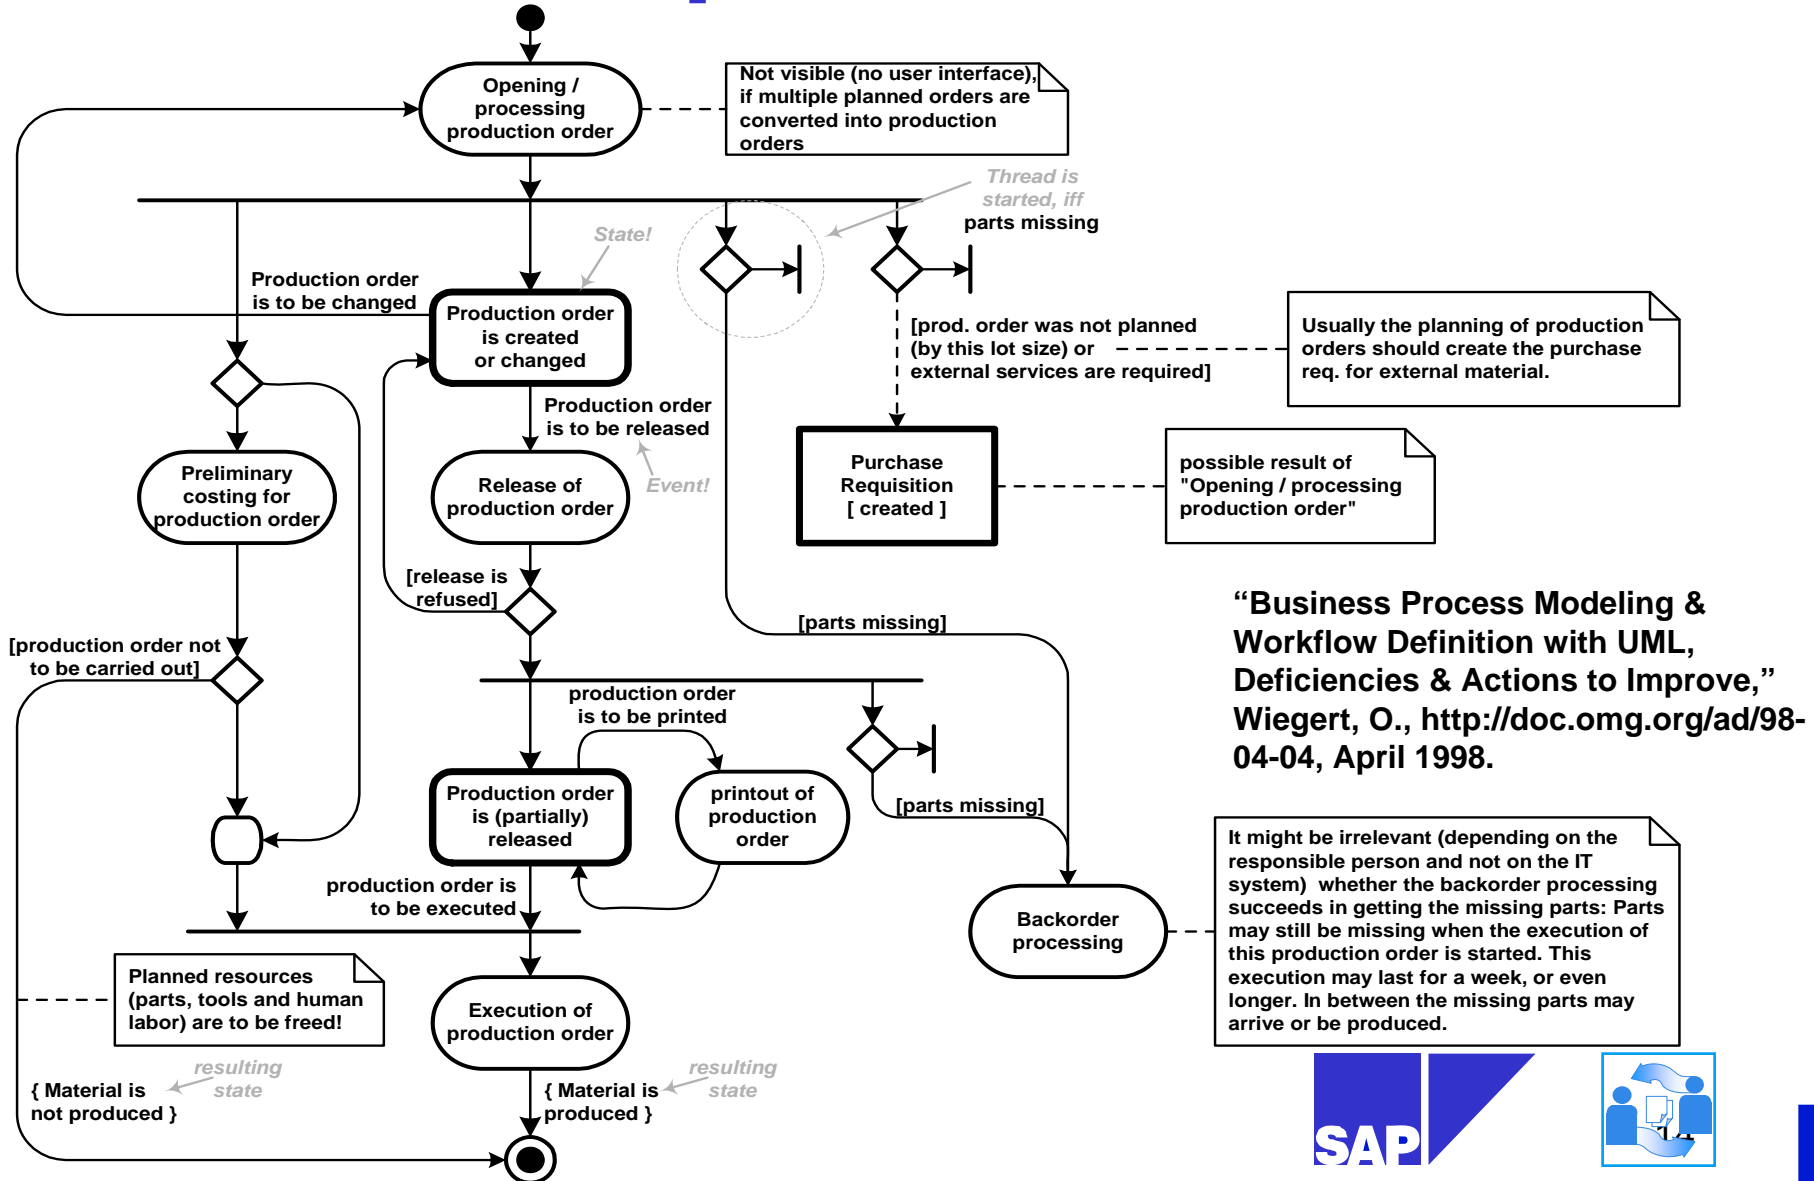 Opening /
processing
production order
Not visible (no user interface),
if multiple planned orders are
converted into production
orders
Thread is
started, iff
parts missing
State!
Production order
is to be changed
Production order
is created
or changed
[prod. order was not planned
(by this lot size) or
external services are required]
Usually the planning of production
orders should create the purchase
req. for external material.
Production order
is to be released
Event!
Preliminary
costing for
production order
Release of
production order
Purchase
Requisition
[ created ]
possible result of
"Opening / processing
production order"
[release is
refused]
[parts missing]
“Business Process Modeling &
Workflow Definition with UML,
Deficiencies & Actions to Improve,”
Wiegert, O., http://doc.omg.org/ad/98-
04-04, April 1998.
[production order not
to be carried out]
production order
is to be printed
Production order
is (partially)
released
printout of
production
order
[parts missing]
production order is
to be executed
Backorder
processing
It might be irrelevant (depending on the
responsible person and not on the IT
system)  whether the backorder processing
succeeds in getting the missing parts: Parts
may still be missing when the execution of
this production order is started. This
execution may last for a week, or even
longer. In between the missing parts may
arrive or be produced.
Planned resources
(parts, tools and human
labor) are to be freed!
Execution of
production order
resulting
state
{ Material is
not produced }
resulting
state
{ Material is
produced }
SAP
14